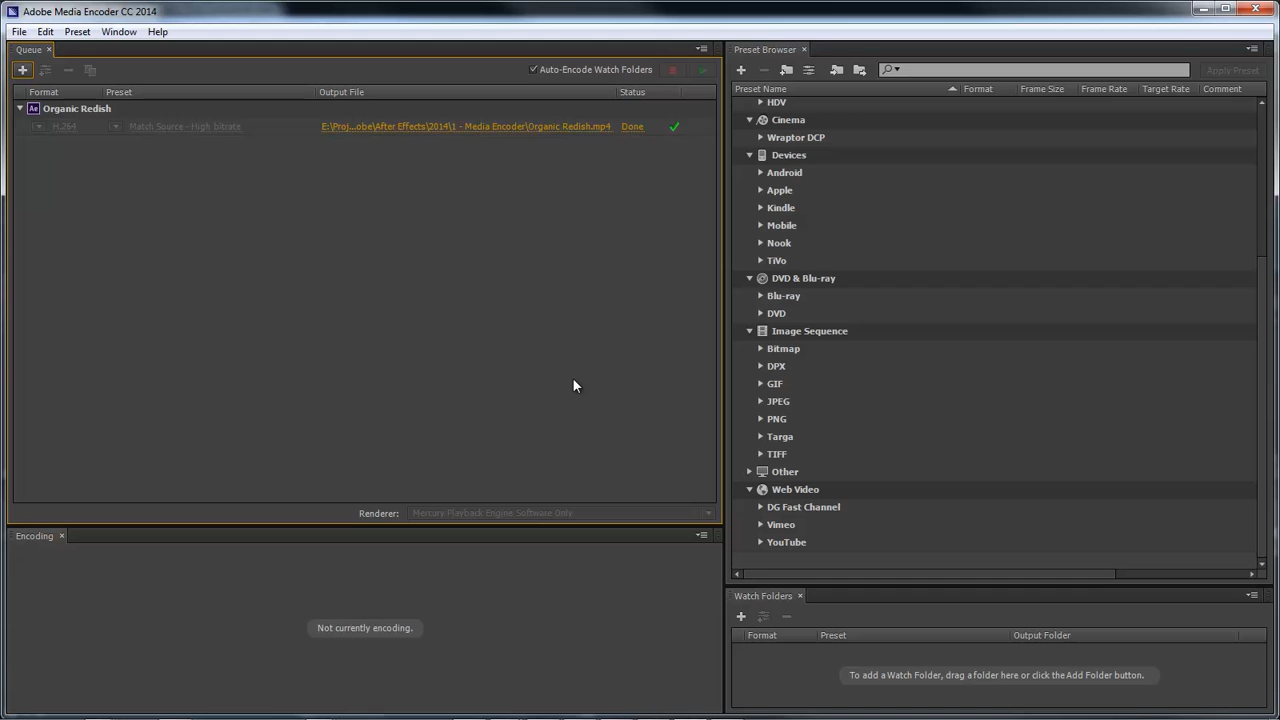 Adobe Media Encoder CC 2014
File Edit Preset Window Help
Queue
Auto-Encode Watch Folders
Format Preset Output File Status
Ae Organic Redish
H.264 Match Source - High bitrate E:\Proj...obe\After Effects\2014\1 - Media Encoder\Organic Redish.mp4 Done
Renderer: Mercury Playback Engine Software Only
Encoding
Not currently encoding.
Preset Browser
Apply Preset
Preset Name Format Frame Size Frame Rate Target Rate Comment
HDV
Cinema
Wraptor DCP
Devices
Android
Apple
Kindle
Mobile
Nook
TiVo
DVD & Blu-ray
Blu-ray
DVD
Image Sequence
Bitmap
DPX
GIF
JPEG
PNG
Targa
TIFF
Other
Web Video
DG Fast Channel
Vimeo
YouTube
Watch Folders
Format Preset Output Folder
To add a Watch Folder, drag a folder here or click the Add Folder button.